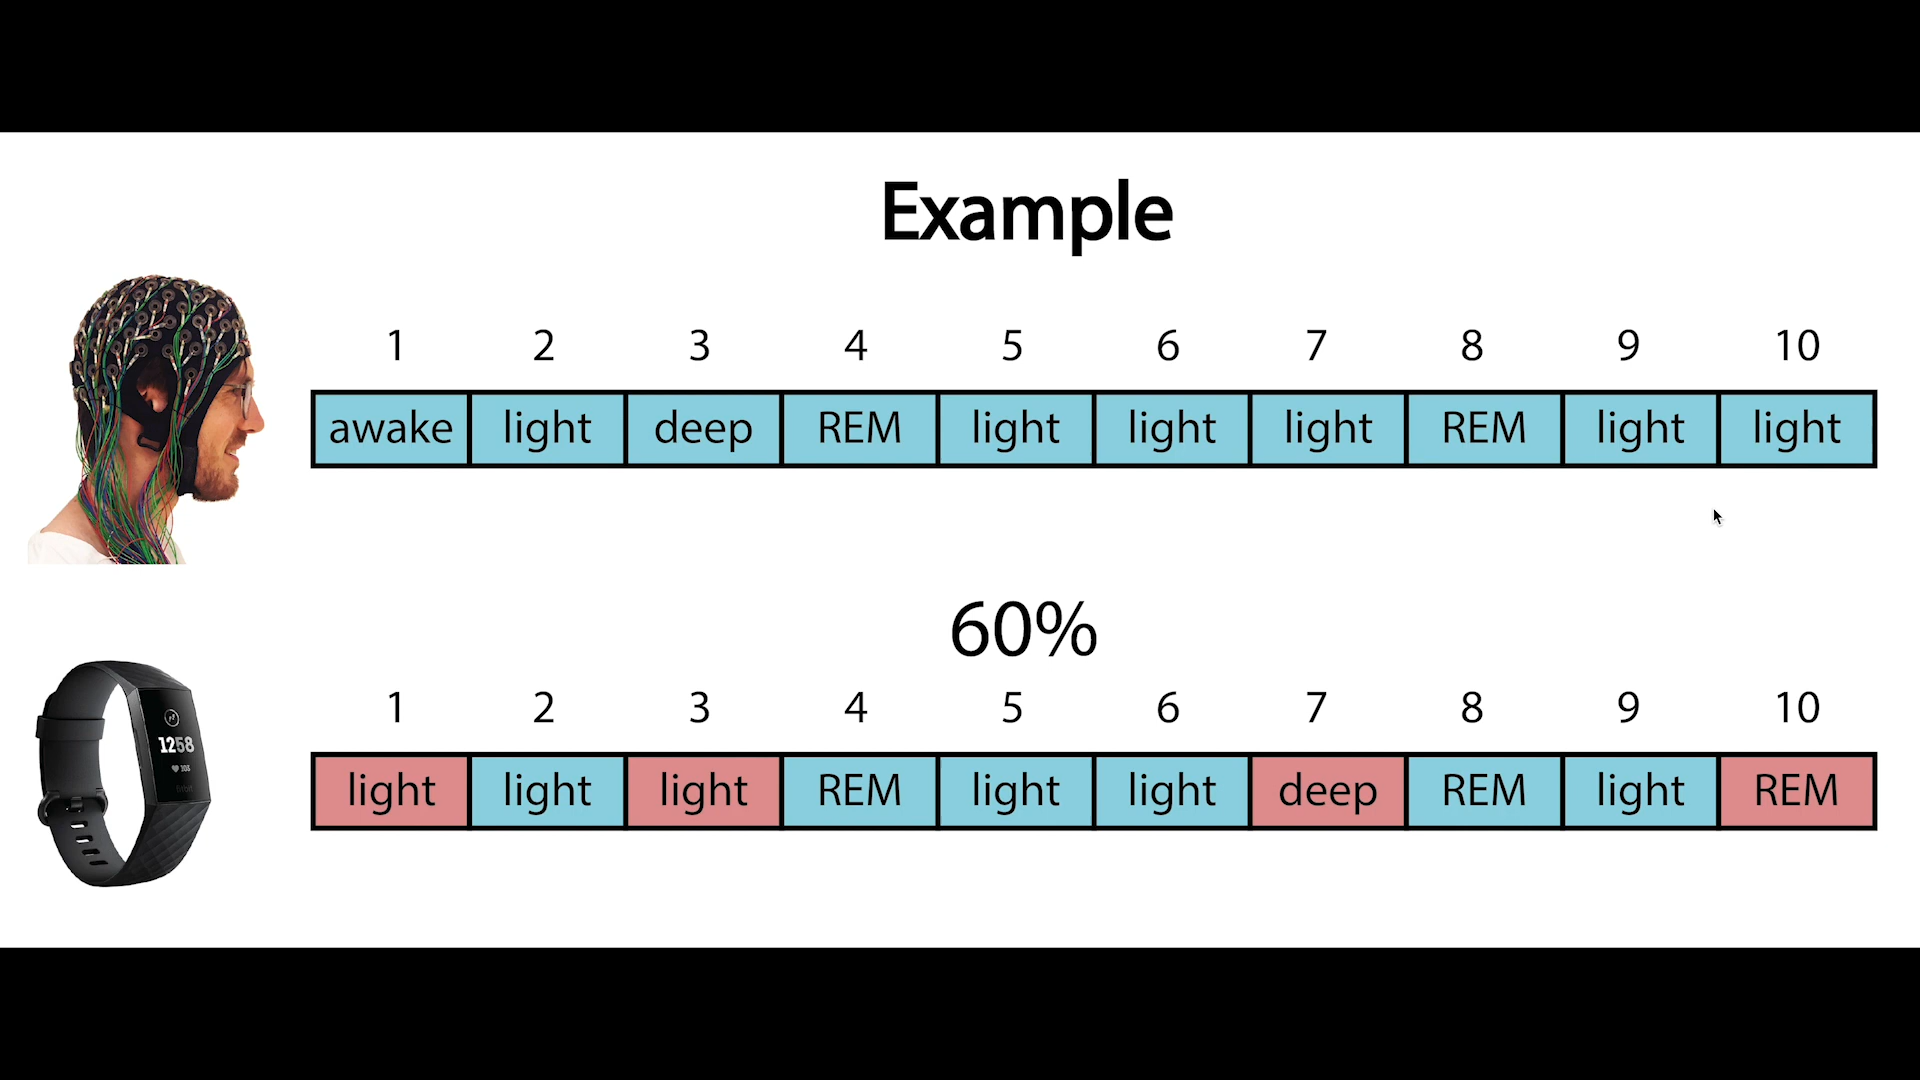 Example
1 2 3 4 5 6 7 8 9 10
awake light deep REM light light light REM light light
60%
1 2 3 4 5 6 7 8 9 10
light light light REM light light deep REM light REM
1258
fitbit